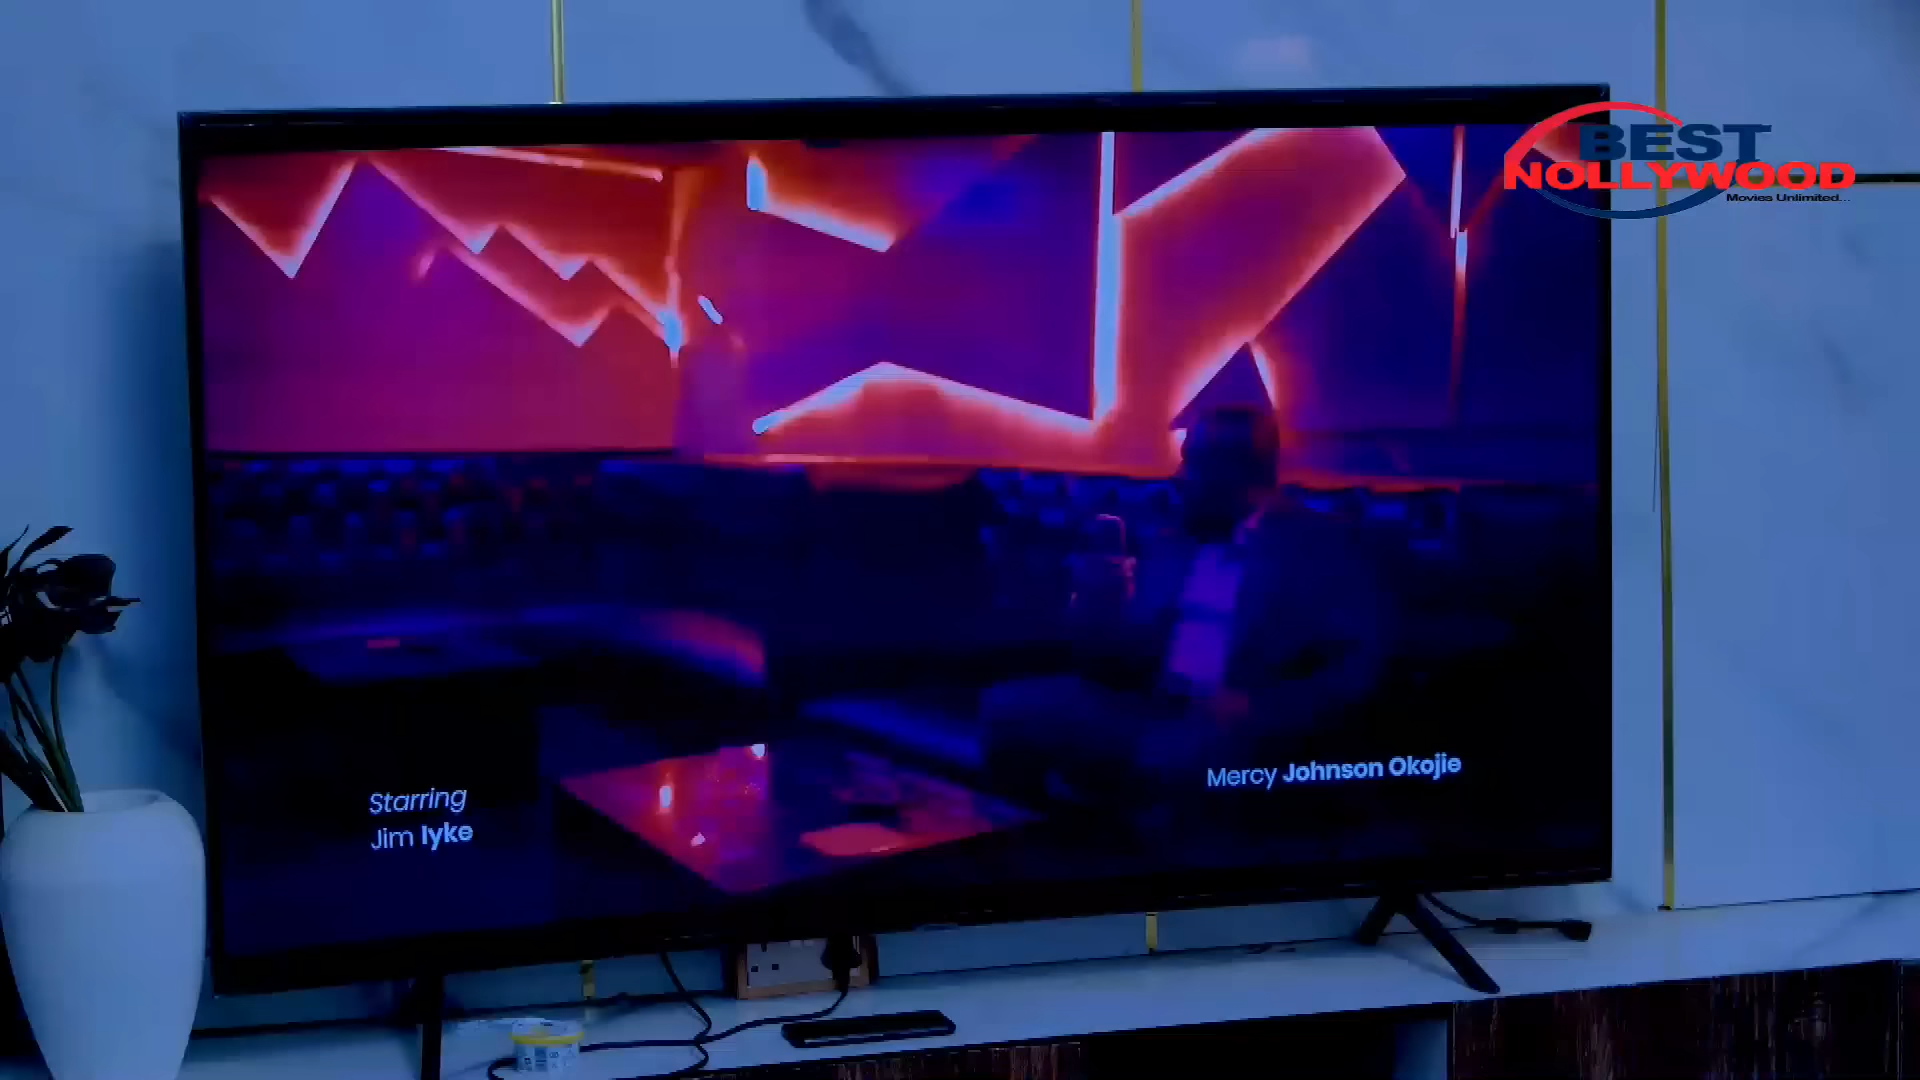 BEST
NOLLYWOOD
Movies Unlimited...
Starring
Jim Iyke
Mercy Johnson Okojie